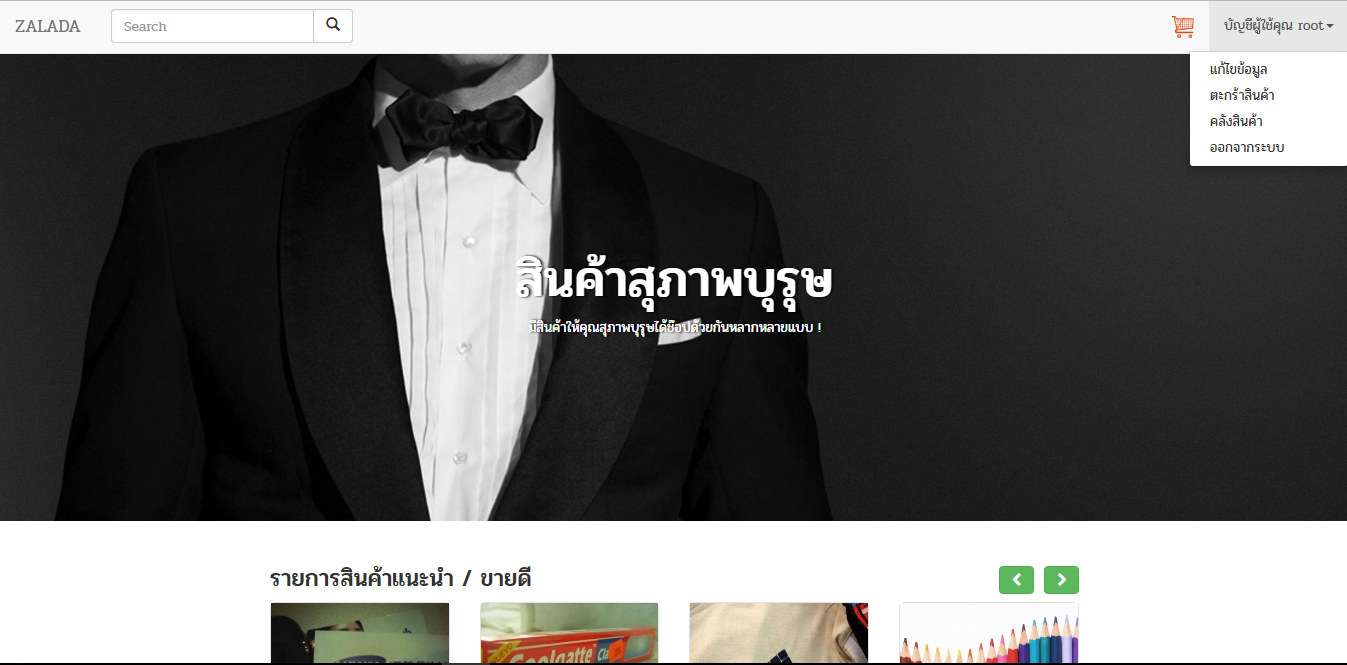 ZALADA
Search
บัญชีผู้ใช้คุณ root
แก้ไขข้อมูล
ตะกร้าสินค้า
คลังสินค้า
ออกจากระบบ
สินค้าสุภาพบุรุษ
มีสินค้าให้คุณสุภาพบุรุษได้ช๊อปด้วยกันหลากหลายแบบ !
รายการสินค้าแนะนำ / ขายดี
NUEVO
Coolgatte